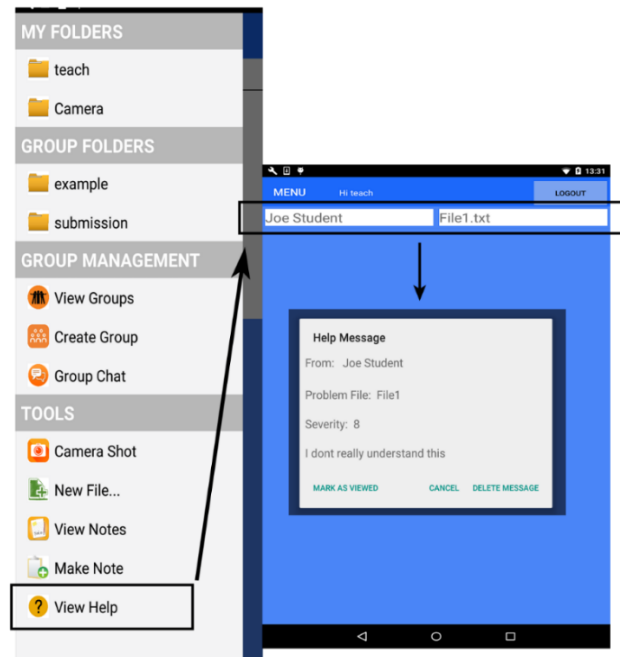 MY FOLDERS
teach
Camera
GROUP FOLDERS
example
submission
GROUP MANAGEMENT
View Groups
Create Group
Group Chat
TOOLS
Camera Shot
New File...
View Notes
Make Note
? View Help
13:31
MENU Hi teach LOGOUT
Joe Student File1.txt
Help Message
From: Joe Student
Problem File: File1
Severity: 8
I dont really understand this
MARK AS VIEWED CANCEL DELETE MESSAGE